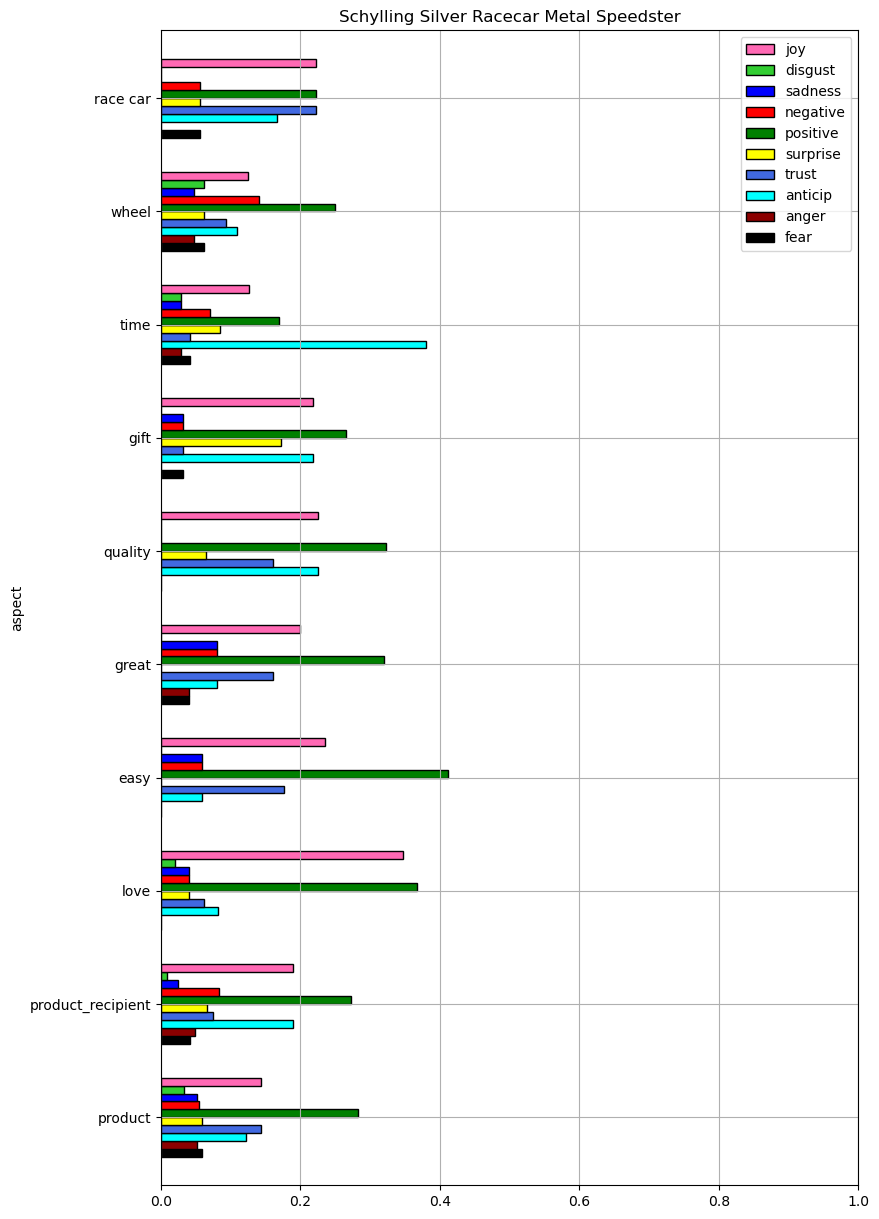 Schylling Silver Racecar Metal Speedster
joy
disgust
sadness
negative
positive
surprise
trust
anticip
anger
fear
race car
wheel
time
gift
quality
great
easy
love
product_recipient
product
aspect
0.0 0.2 0.4 0.6 0.8 1.0